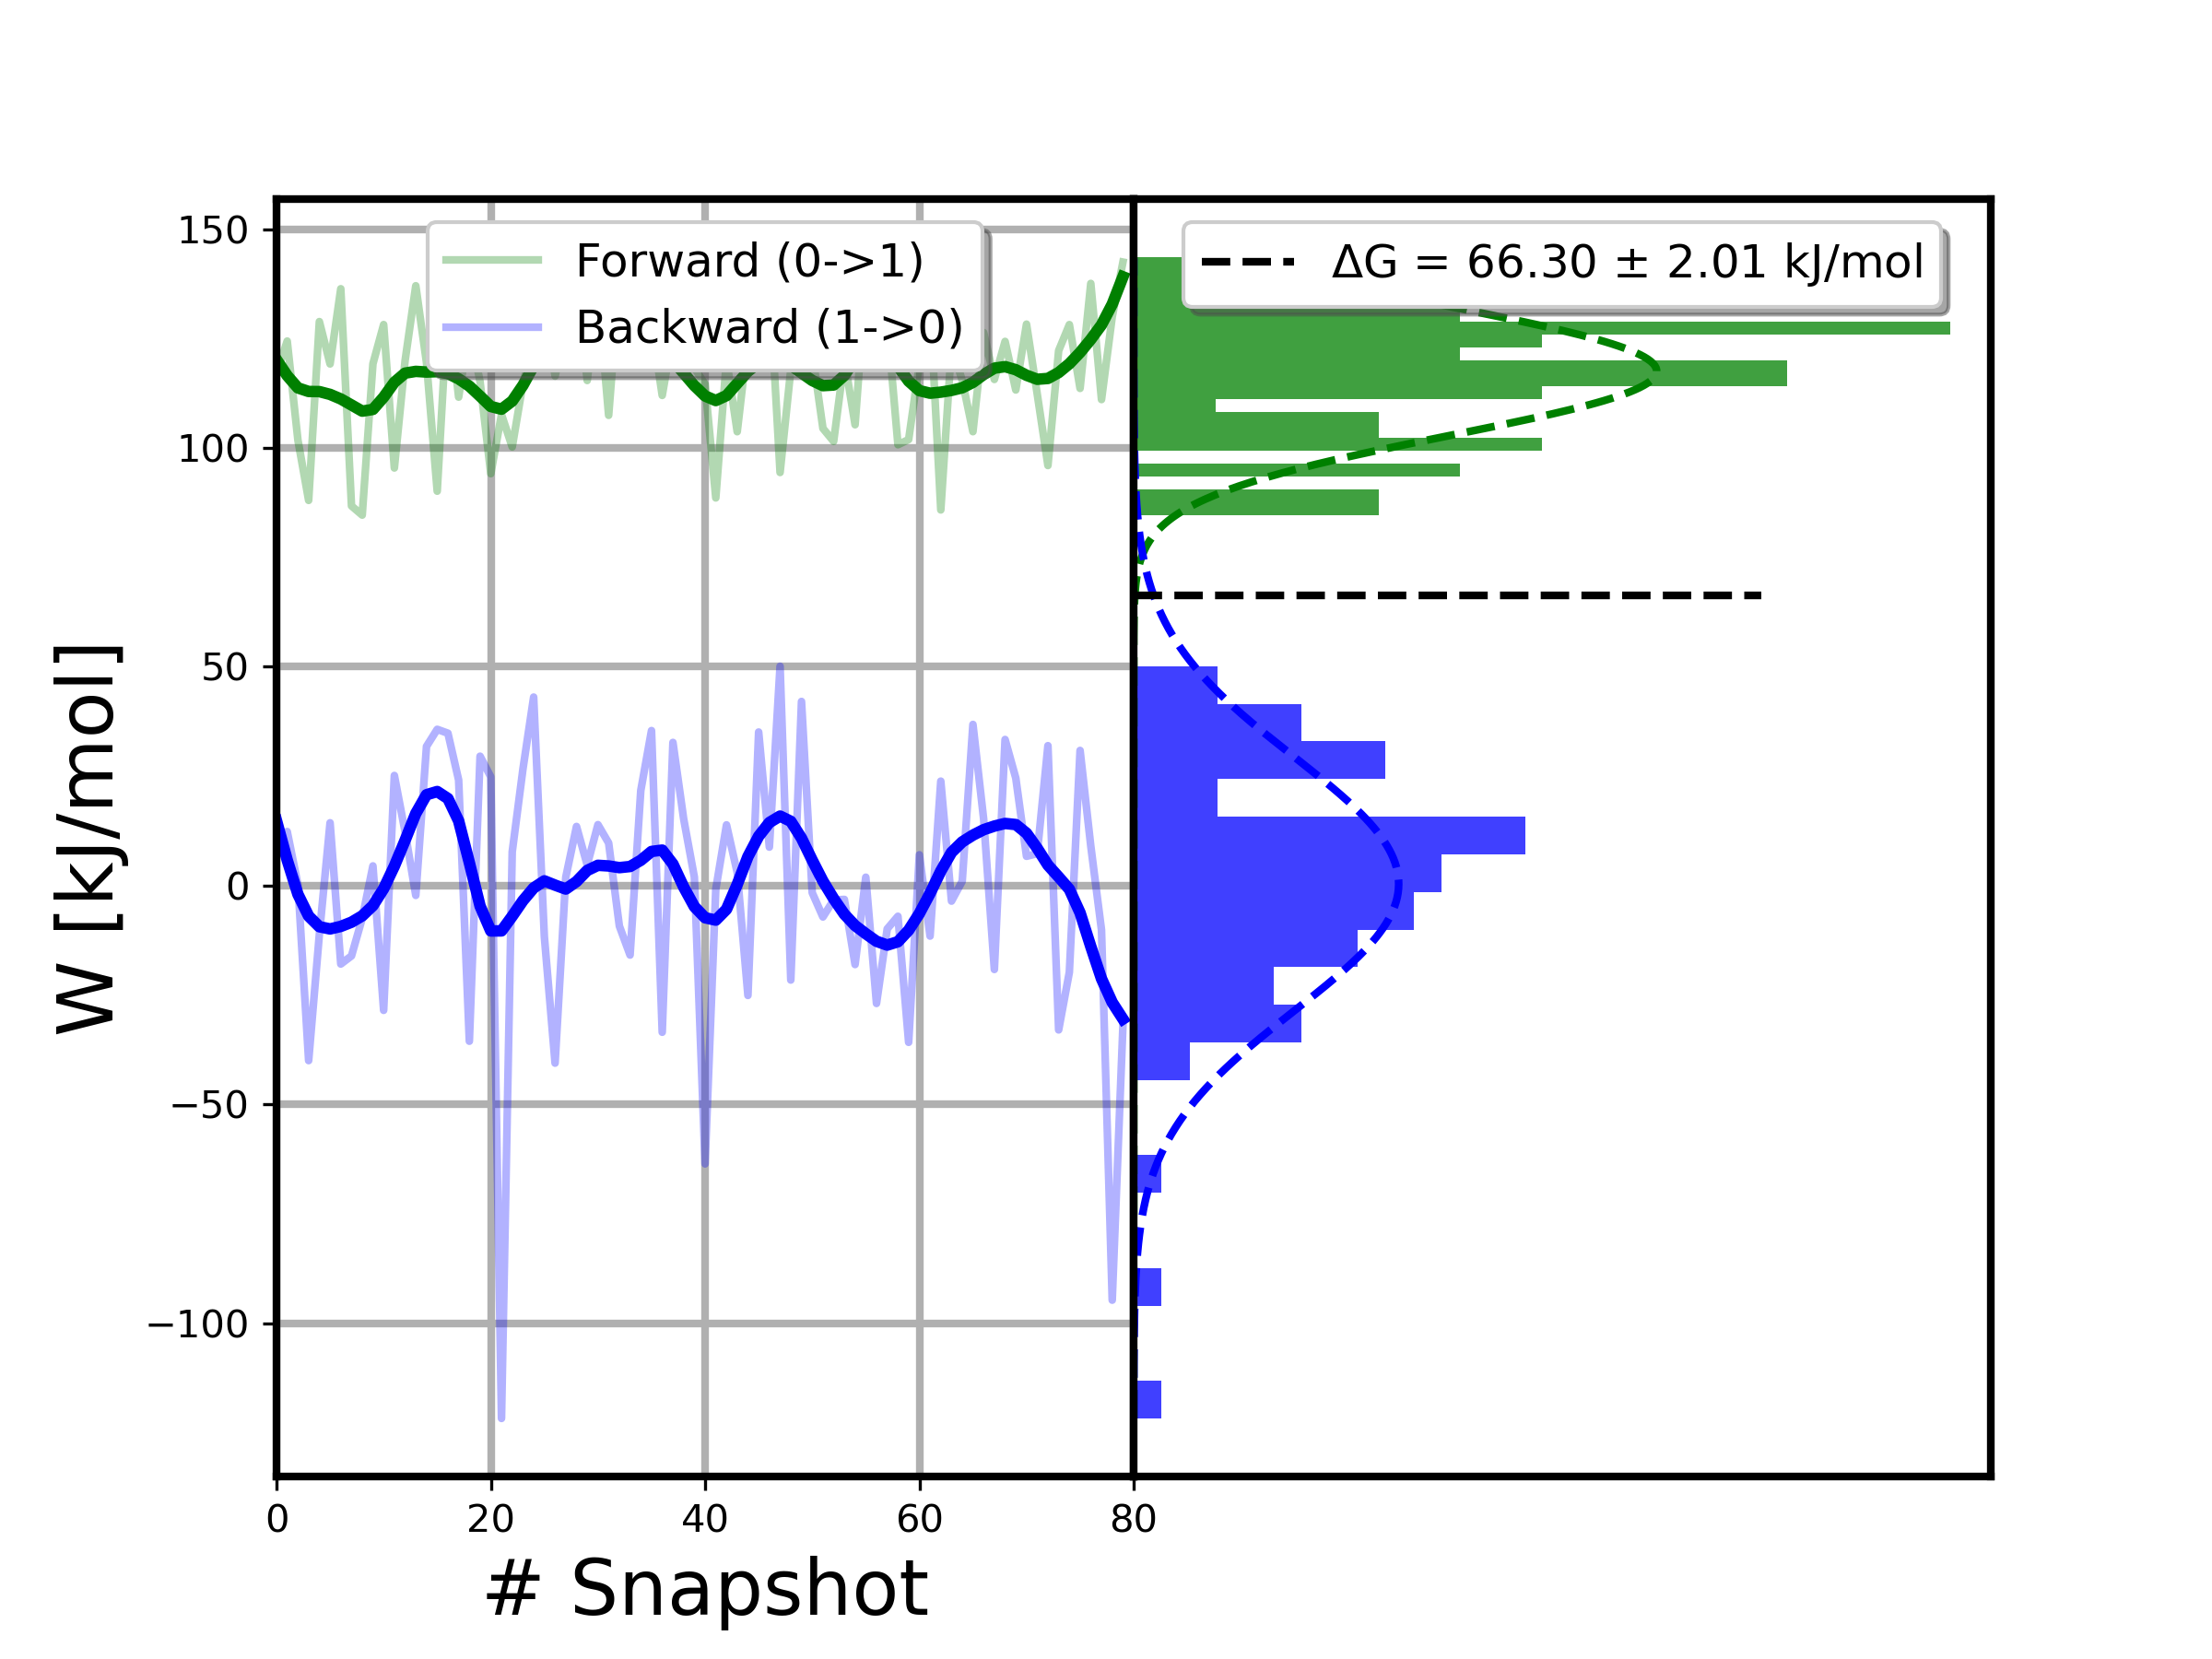 Forward (0->1)
Backward (1->0)
ΔG = 66.30 ± 2.01 kJ/mol
W [kJ/mol]
150
100
50
0
−50
−100
0 20 40 60 80
# Snapshot